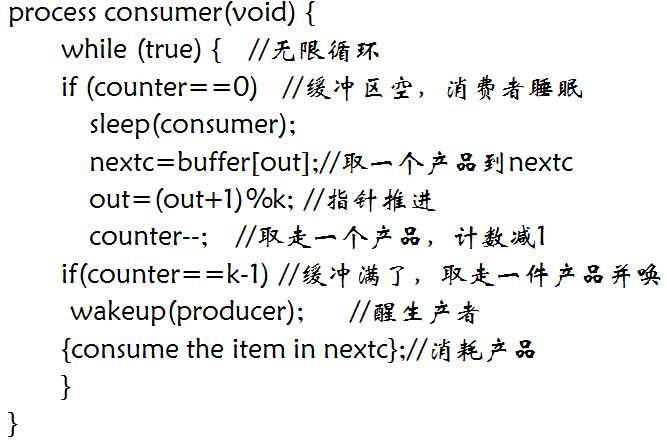 process consumer(void) {
while (true) { //无限循环
if (counter==0) //缓冲区空，消费者睡眠
sleep(consumer);
nextc=buffer[out];//取一个产品到nextc
out=(out+1)%k; //指针推进
counter--; //取走一个产品，计数减1
if(counter==k-1) //缓冲满了，取走一件产品并唤
wakeup(producer); //醒生产者
{consume the item in nextc};//消耗产品
}
}